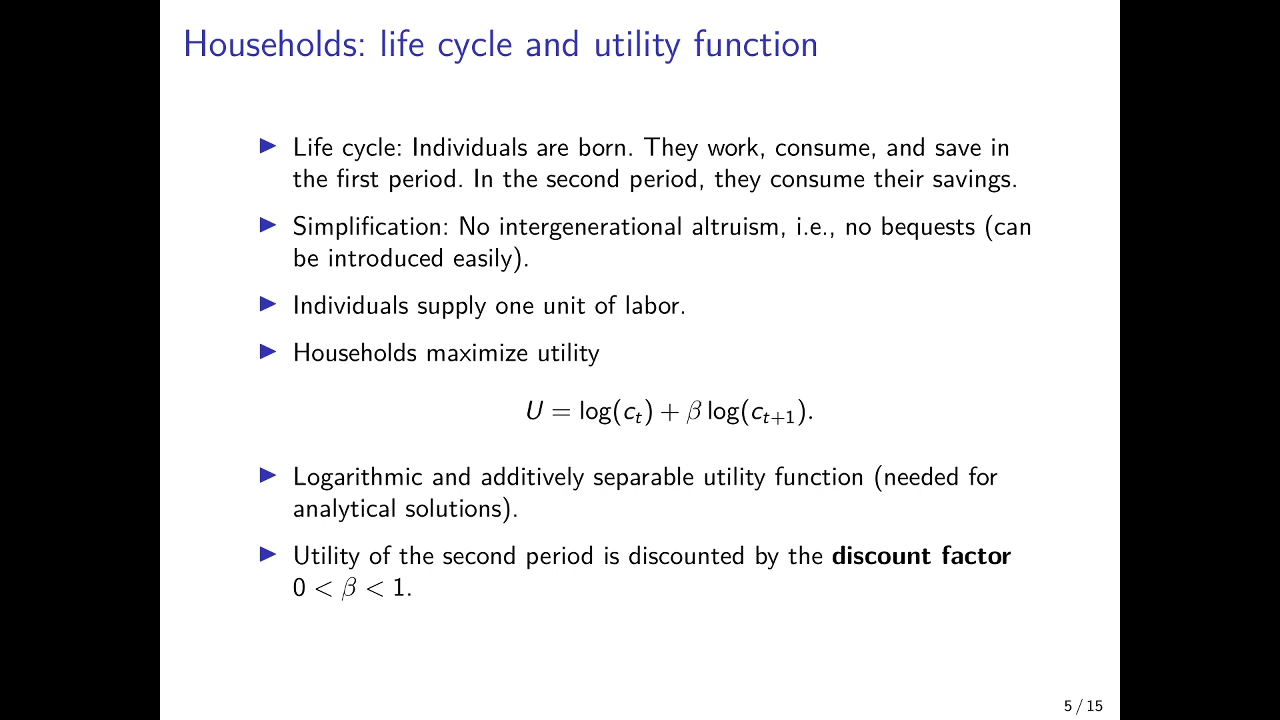 Households: life cycle and utility function
▶ Life cycle: Individuals are born. They work, consume, and save in
the first period. In the second period, they consume their savings.
▶ Simplification: No intergenerational altruism, i.e., no bequests (can
be introduced easily).
▶ Individuals supply one unit of labor.
▶ Households maximize utility
U = log(c_t) + β log(c_{t+1}).
▶ Logarithmic and additively separable utility function (needed for
analytical solutions).
▶ Utility of the second period is discounted by the discount factor
0 < β < 1.
5 / 15